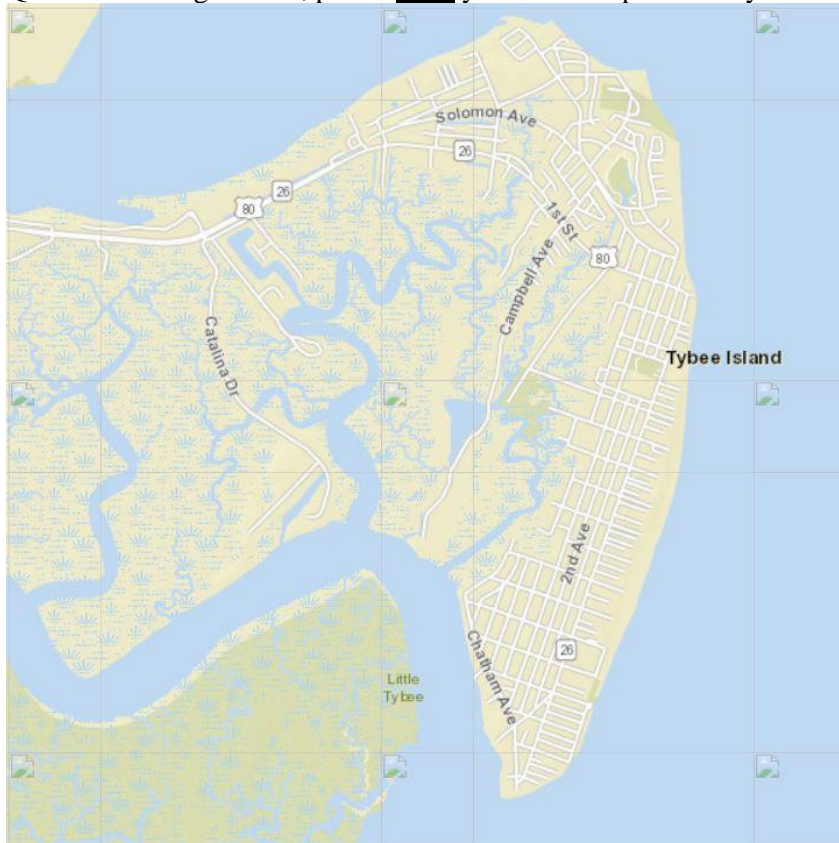 Solomon Ave
26
26
80
1st St
80
Campbell Ave
Catalina Dr
Tybee Island
2nd Ave
26
Chatham Ave
Little
Tybee